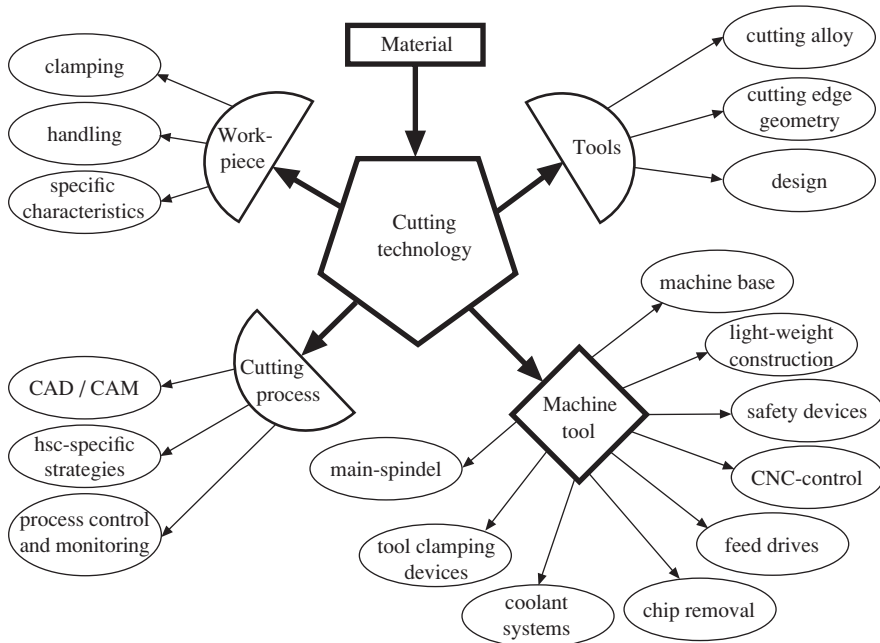 Material
clamping
handling
specific
characteristics
Work-
piece
Tools
cutting alloy
cutting edge
geometry
design
Cutting
technology
Cutting
process
CAD / CAM
hsc-specific
strategies
process control
and monitoring
Machine
tool
machine base
light-weight
construction
safety devices
CNC-control
feed drives
chip removal
coolant
systems
tool clamping
devices
main-spindel